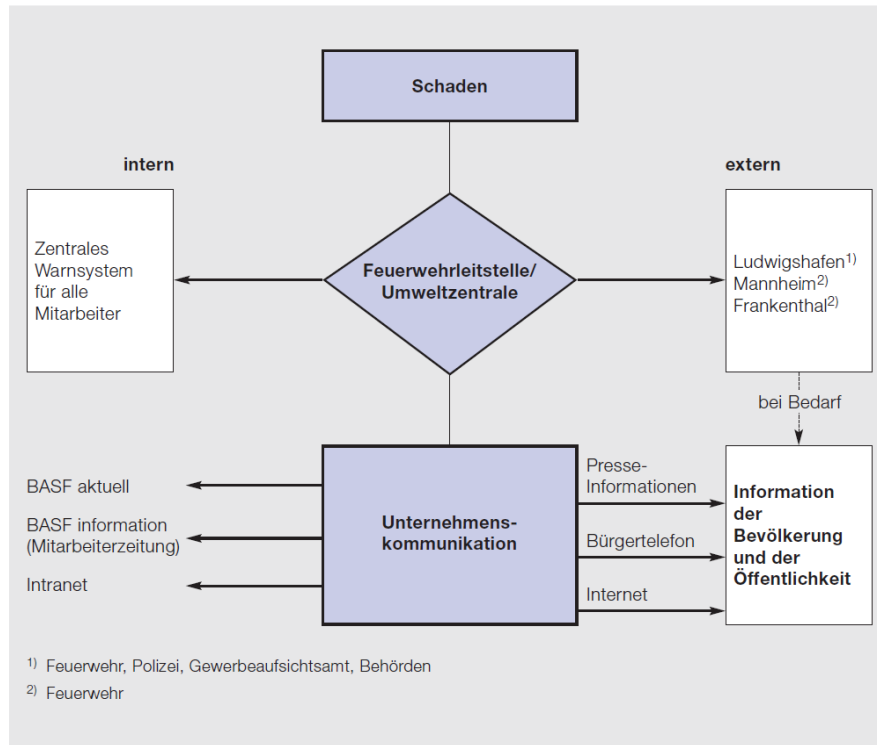 Schaden
intern
extern
Zentrales
Warnsystem
für alle
Mitarbeiter
Feuerwehrleitstelle/
Umweltzentrale
Ludwigshafen1)
Mannheim2)
Frankenthal2)
bei Bedarf
BASF aktuell
BASF information
(Mitarbeiterzeitung)
Intranet
Unternehmens-
kommunikation
Presse-
Informationen
Bürgertelefon
Internet
Information
der
Bevölkerung
und der
Öffentlichkeit
1) Feuerwehr, Polizei, Gewerbeaufsichtsamt, Behörden
2) Feuerwehr